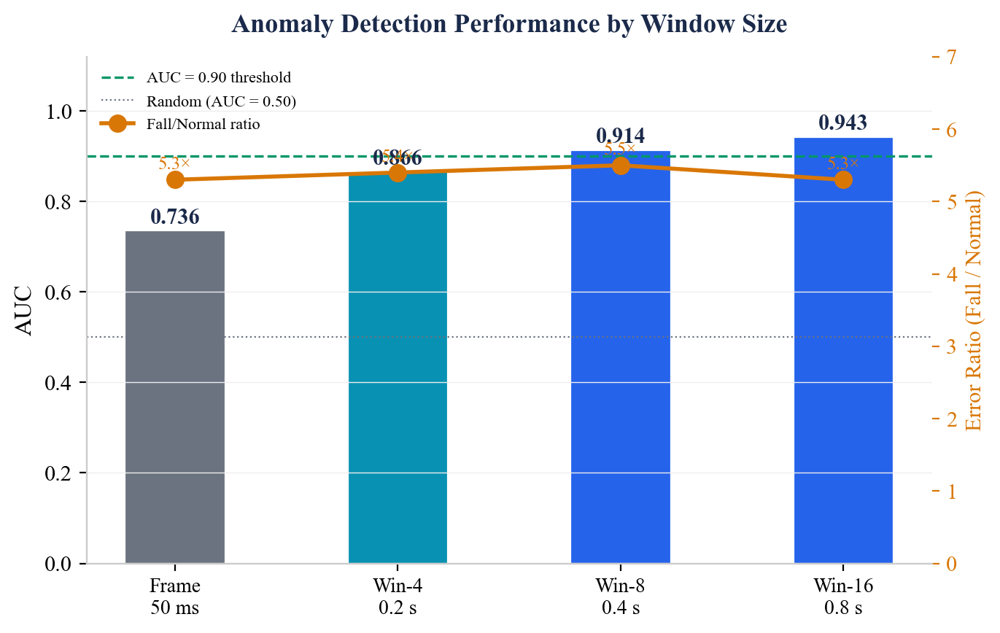 Anomaly Detection Performance by Window Size
AUC = 0.90 threshold
Random (AUC = 0.50)
Fall/Normal ratio
AUC
1.0
0.8
0.6
0.4
0.2
0.0
0.736
0.866
0.914
0.943
5.3×
5.4×
5.5×
5.3×
7
6
5
4
3
2
1
0
Error Ratio (Fall / Normal)
Frame
50 ms
Win-4
0.2 s
Win-8
0.4 s
Win-16
0.8 s